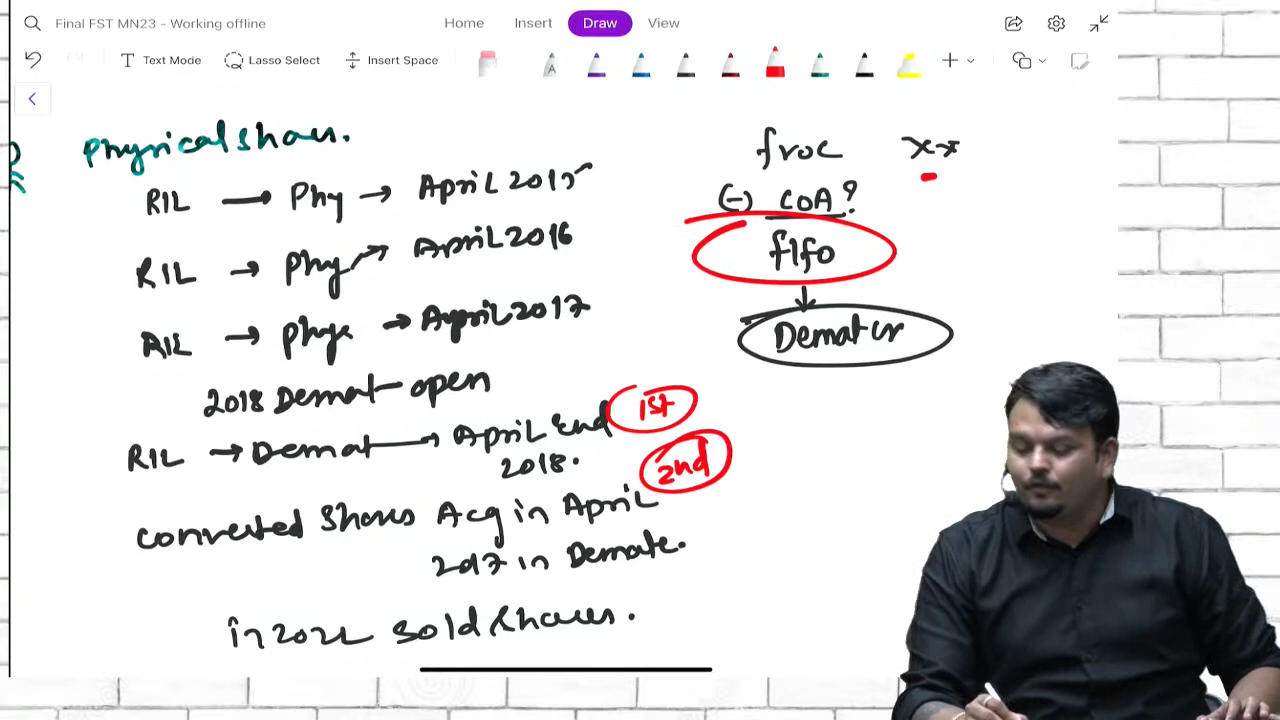 Final FST MN23 - Working offline
Home Insert Draw View
Text Mode Lasso Select Insert Space
Physical Shares.
RIL → Phy → April 2015
RIL → Phy → April 2016
RIL → Phys → April 2017
2018 Demat open
RIL → Demat → April End 1st
2018. 2nd
Converted Shares Acq in April
2017 in Demate.
in 2022 sold shares.
fvoc x**
(-) COA?
fifo
↓
Demat